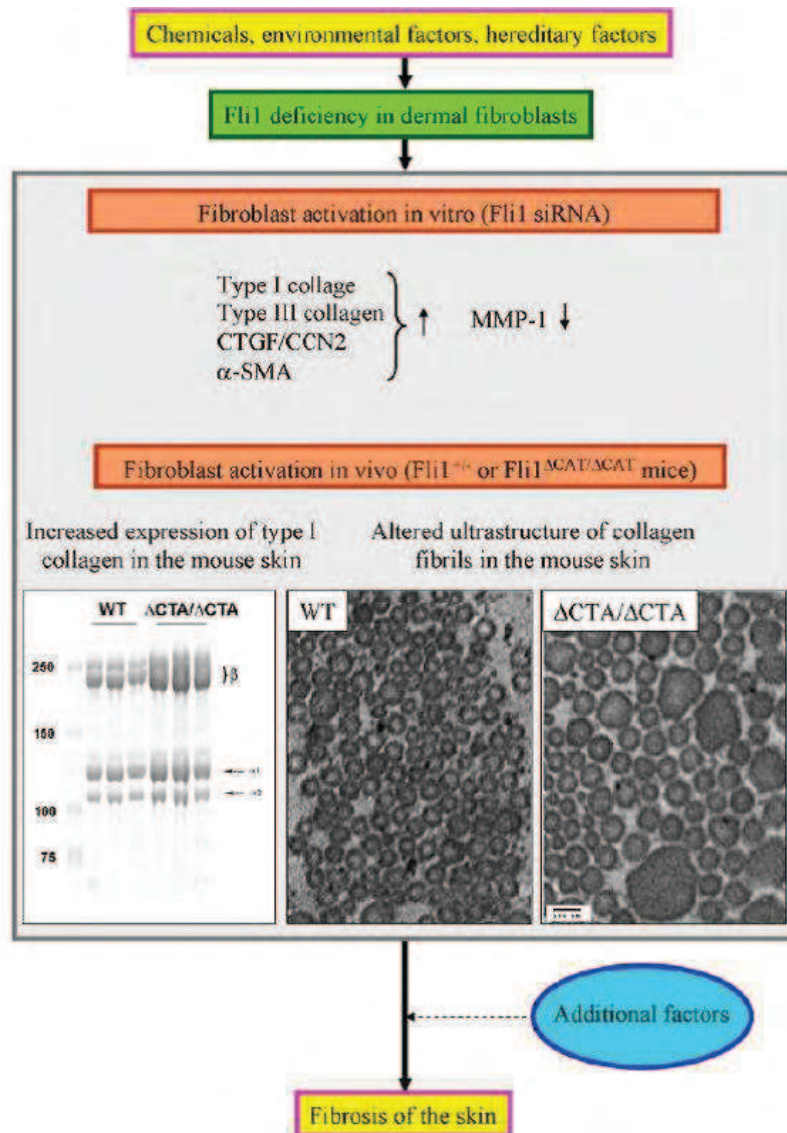 Chemicals, environmental factors, hereditary factors
Fli1 deficiency in dermal fibroblasts
Fibroblast activation in vitro (Fli1 siRNA)
Type I collage
Type III collagen
CTGF/CCN2
α-SMA
↑ MMP-1 ↓
Fibroblast activation in vivo (Fli1+/- or Fli1ΔCAT/ΔCAT mice)
Increased expression of type I
collagen in the mouse skin
Altered ultrastructure of collagen
fibrils in the mouse skin
WT ΔCTA/ΔCTA
250
}β
150
α1
α2
100
75
WT
ΔCTA/ΔCTA
Additional factors
Fibrosis of the skin